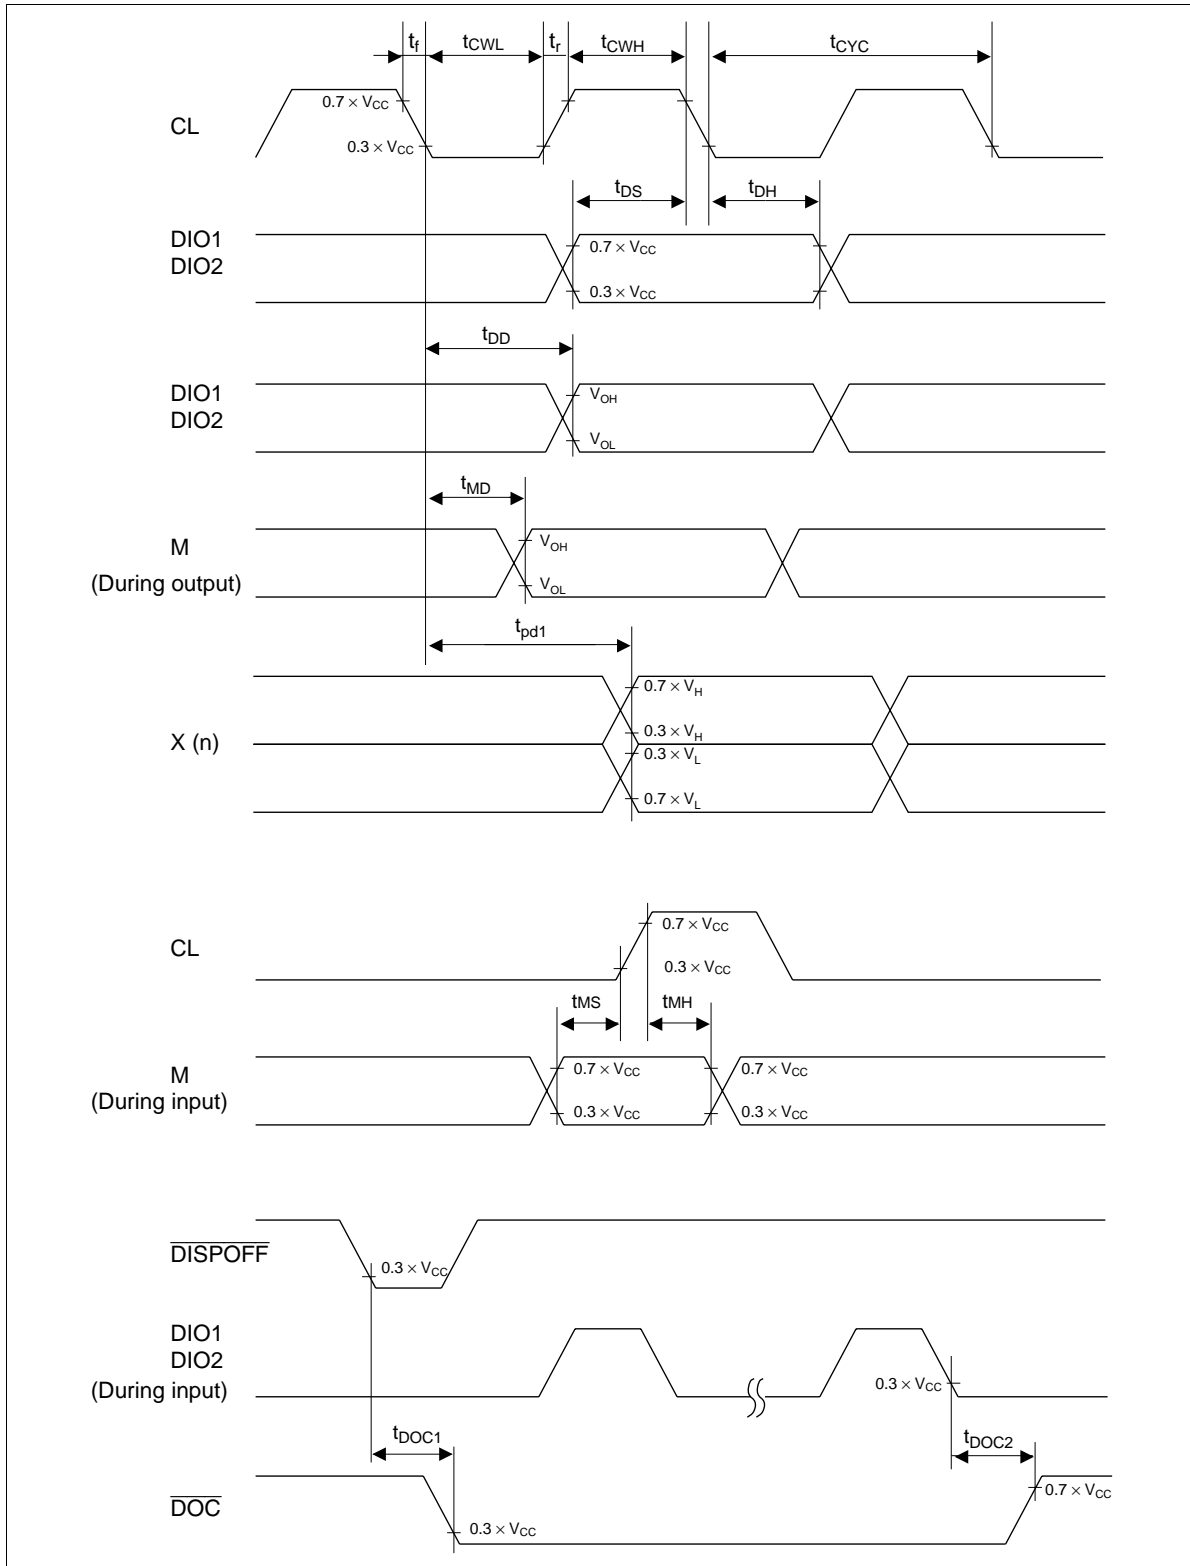 tf tCWL tr tCWH tCYC
0.7 × VCC
CL
0.3 × VCC
tDS tDH
DIO1
DIO2
0.7 × VCC
0.3 × VCC
tDD
DIO1
DIO2
VOH
VOL
tMD
M
(During output)
VOH
VOL
tpd1
X (n)
0.7 × VH
0.3 × VH
0.3 × VL
0.7 × VL
CL
0.7 × VCC
0.3 × VCC
tMS tMH
M
(During input)
0.7 × VCC 0.7 × VCC
0.3 × VCC 0.3 × VCC
DISPOFF
0.3 × VCC
DIO1
DIO2
(During input)
0.3 × VCC
tDOC1 tDOC2
DOC
0.7 × VCC
0.3 × VCC